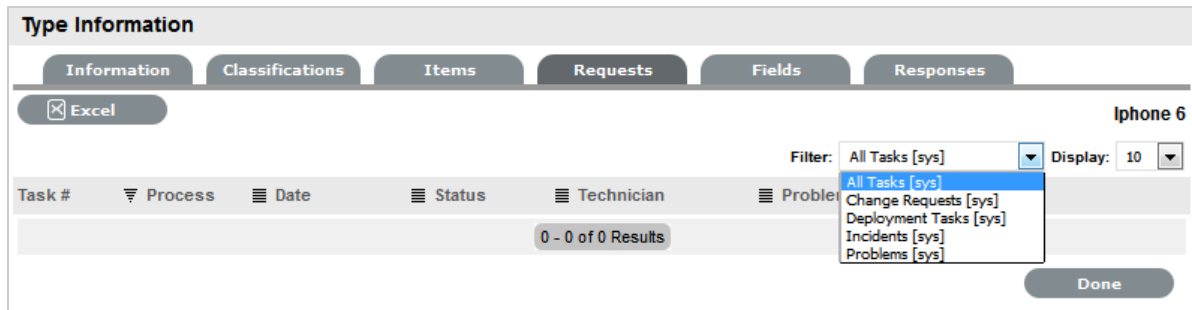 Type Information
Information Classifications Items Requests Fields Responses
Excel
Iphone 6
Filter: All Tasks [sys] Display: 10
All Tasks [sys]
Task # Process Date Status Technician
Change Requests [sys]
Deployment Tasks [sys]
0 - 0 of 0 Results Incidents [sys]
Problems [sys]
Done